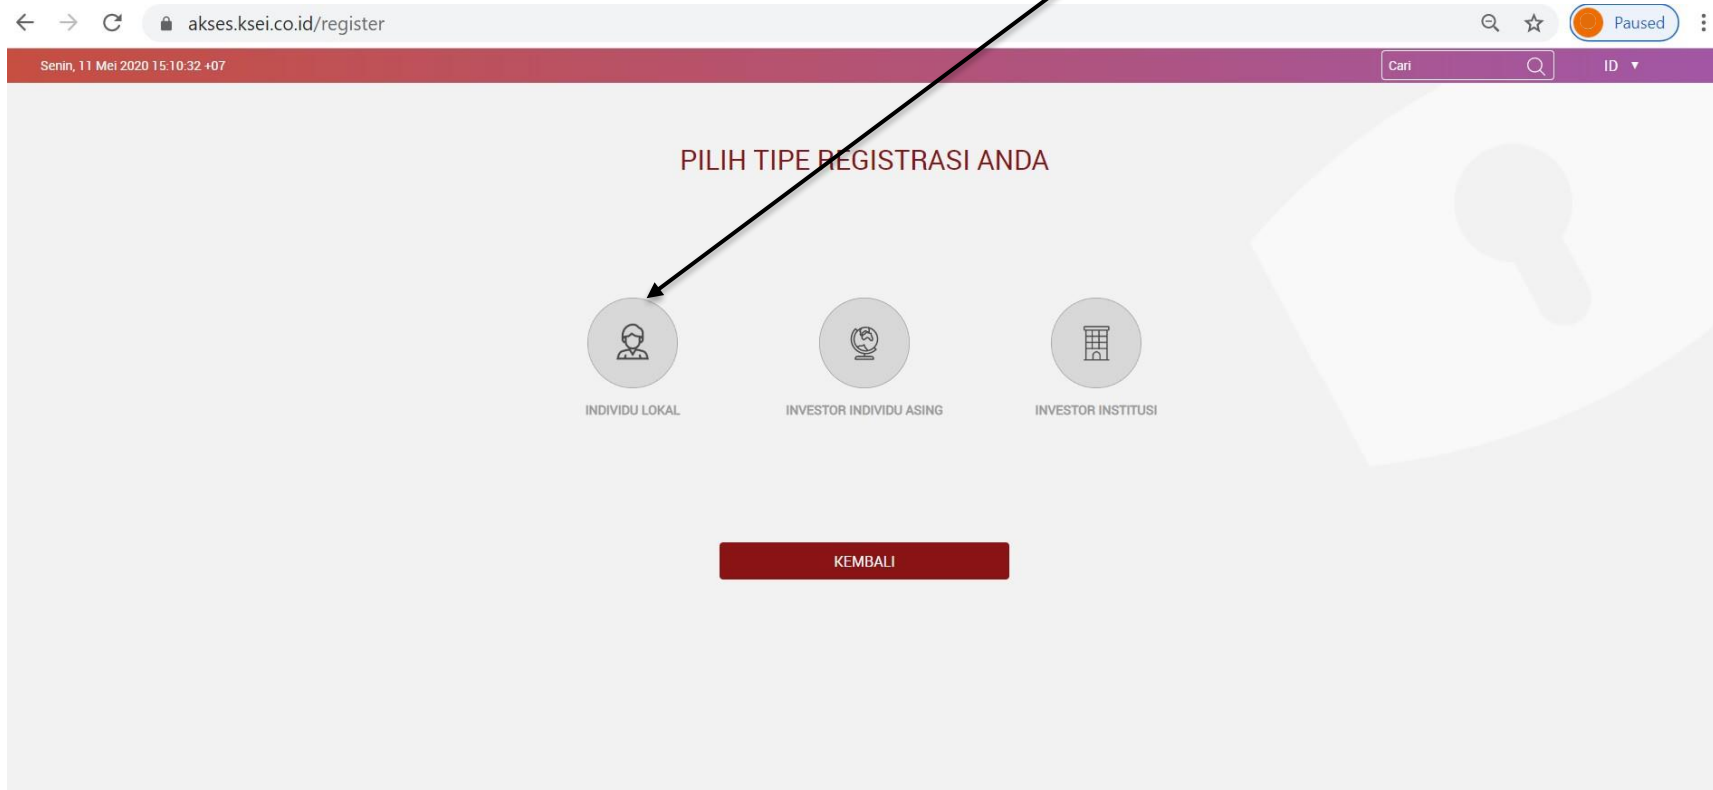 akses.ksei.co.id/register
Paused
Senin, 11 Mei 2020 15:10:32 +07
Cari
ID
PILIH TIPE REGISTRASI ANDA
INDIVIDU LOKAL
INVESTOR INDIVIDU ASING
INVESTOR INSTITUSI
KEMBALI